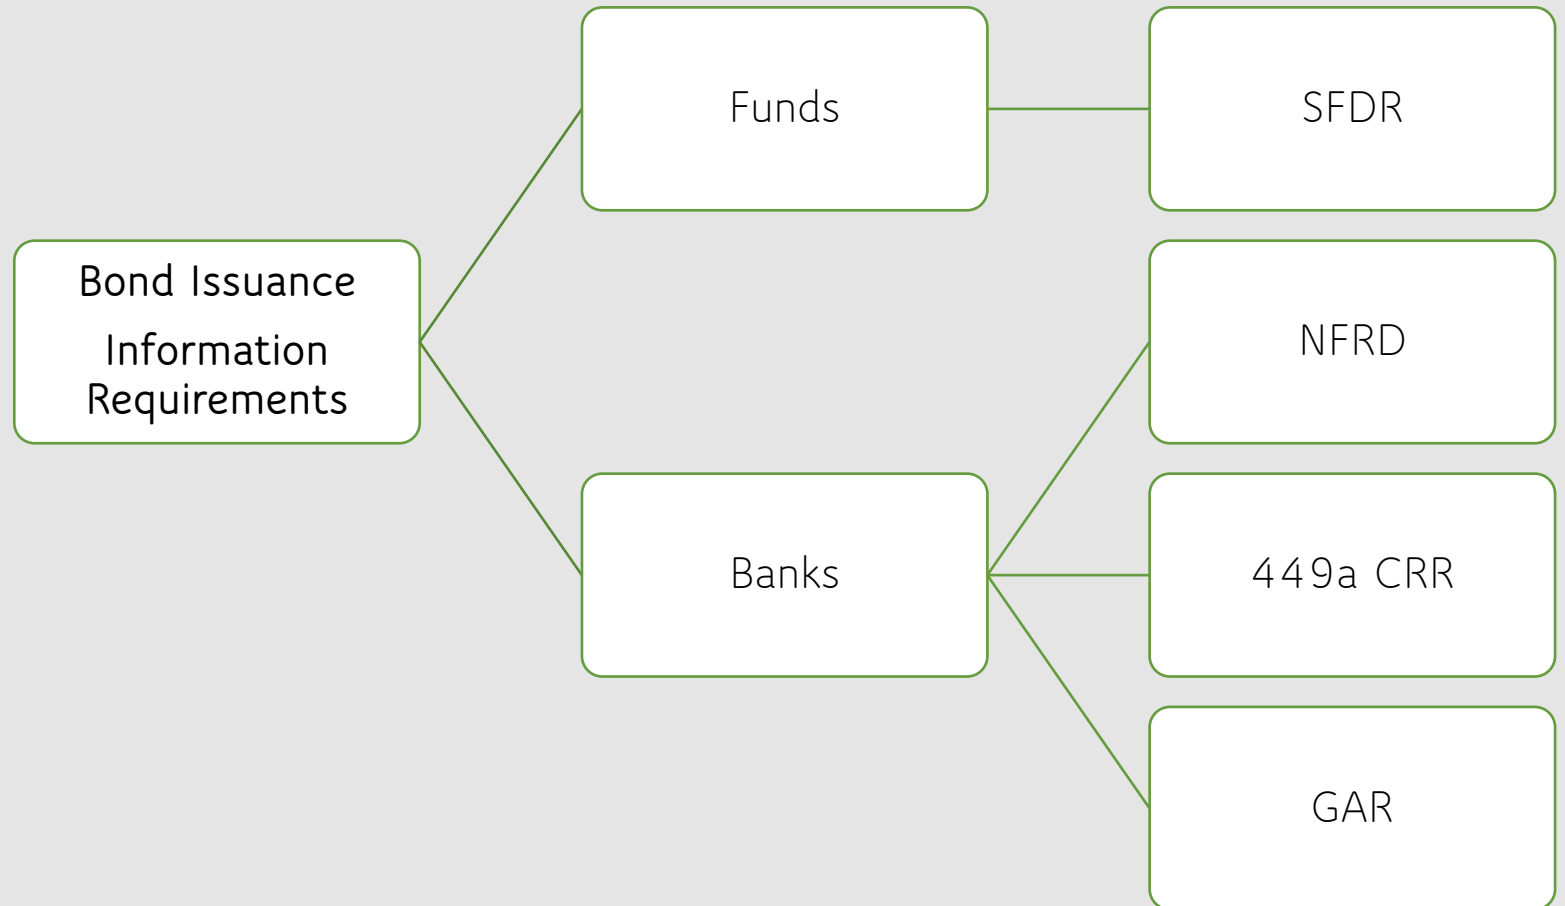 Bond Issuance
Information
Requirements
Funds
SFDR
Banks
NFRD
449a CRR
GAR